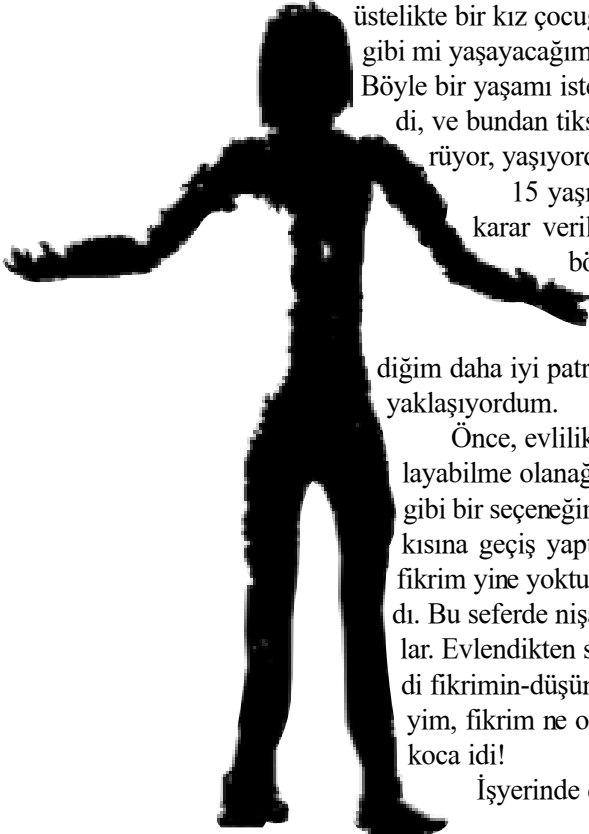 üstelikte bir kız çocuğ
gibi mi yaşayacağım
Böyle bir yaşamı iste
di, ve bundan tiks
rüyor, yaşıyord
15 yaşı
karar veril
bö
diğim daha iyi patr
yaklaşıyordum.
Önce, evlilik
layabilme olanağ
gibi bir seçeneğin
kısına geçiş yapt
fikrim yine yoktu
dı. Bu seferde nişa
lar. Evlendikten s
di fikrimin-düşün
yim, fikrim ne o
koca idi!
İşyerinde